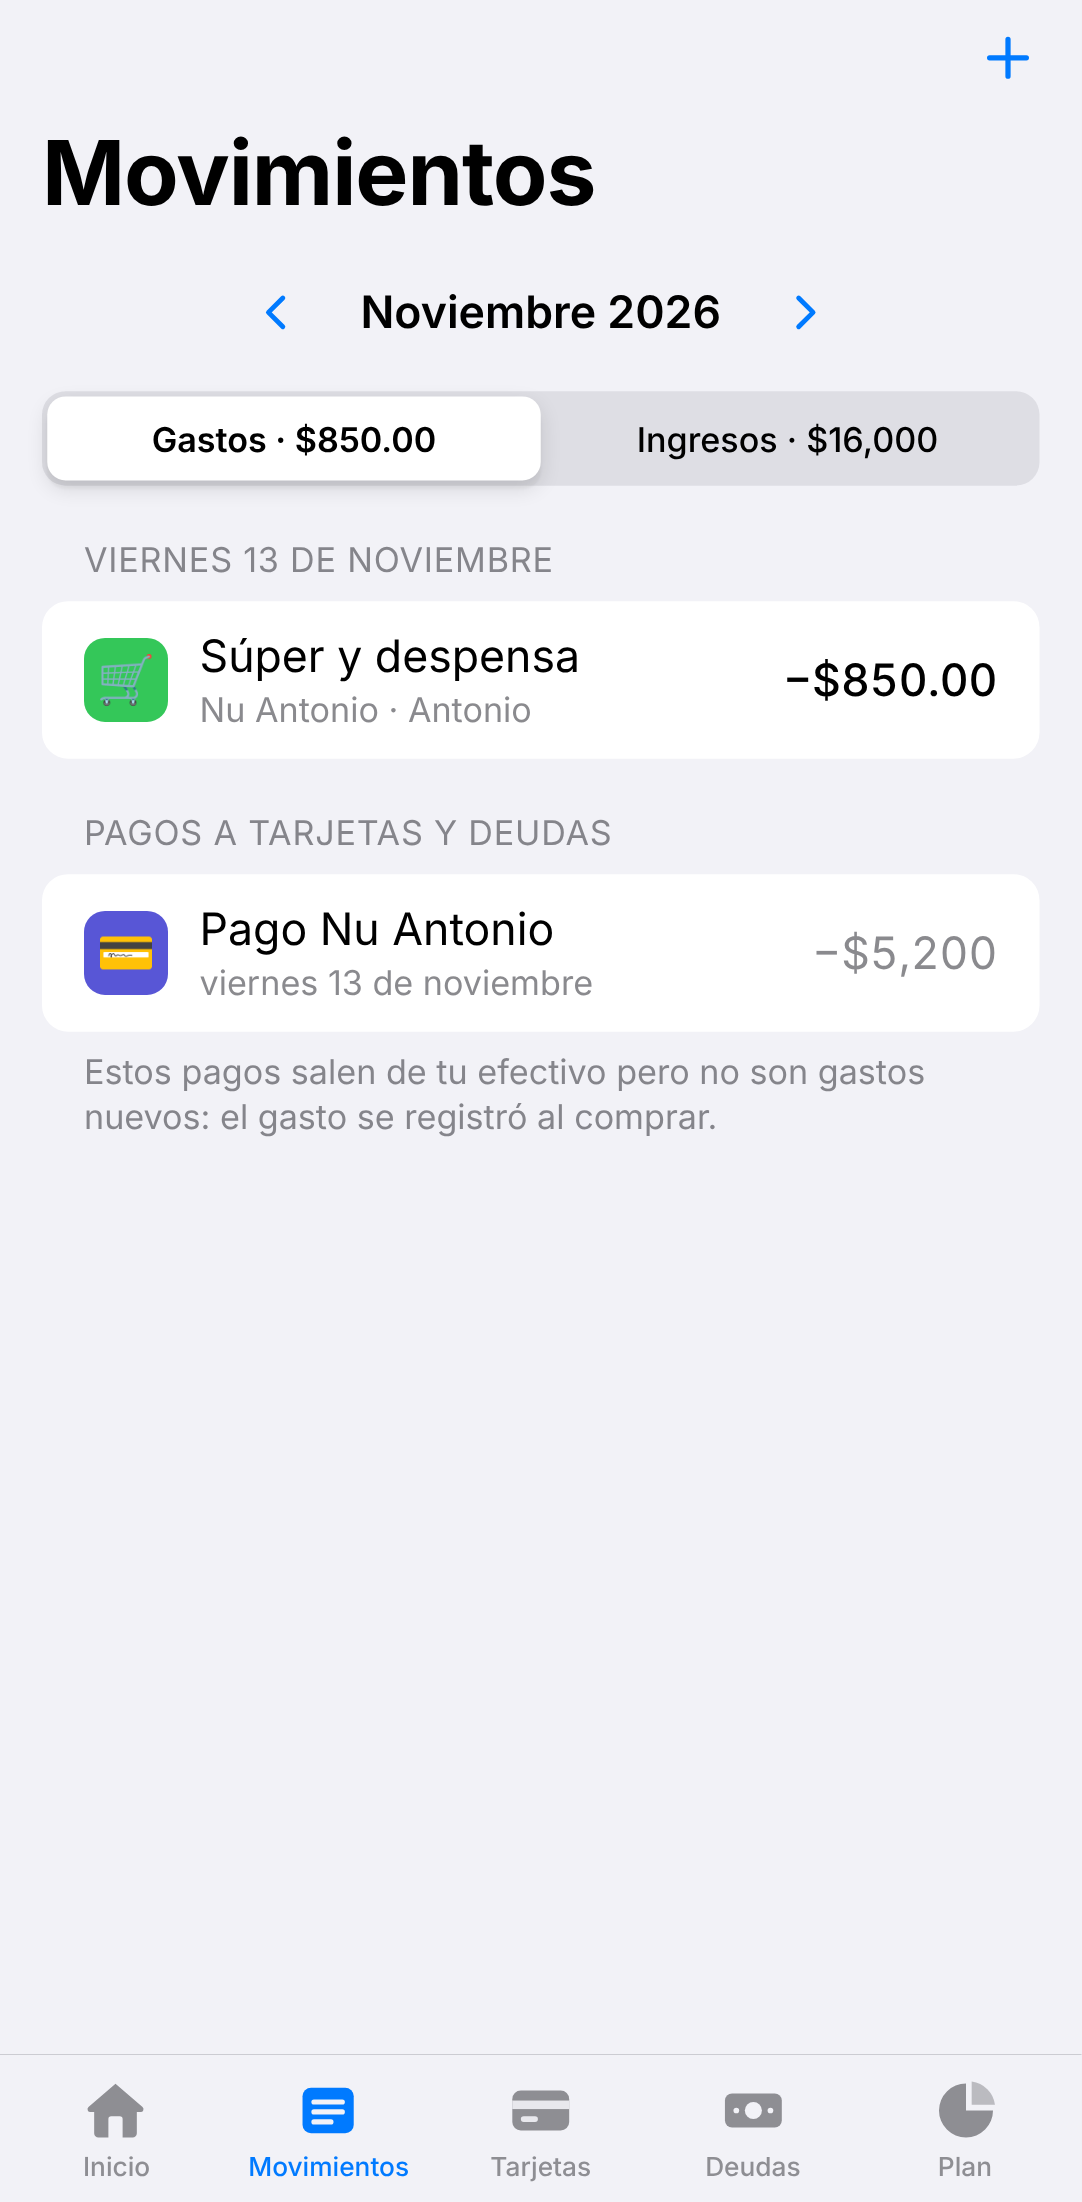 Movimientos
Noviembre 2026
Gastos · $850.00
Ingresos · $16,000
VIERNES 13 DE NOVIEMBRE
Súper y despensa
−$850.00
Nu Antonio · Antonio
PAGOS A TARJETAS Y DEUDAS
Pago Nu Antonio
−$5,200
viernes 13 de noviembre
Estos pagos salen de tu efectivo pero no son gastos
nuevos: el gasto se registró al comprar.
Inicio
Movimientos
Tarjetas
Deudas
Plan